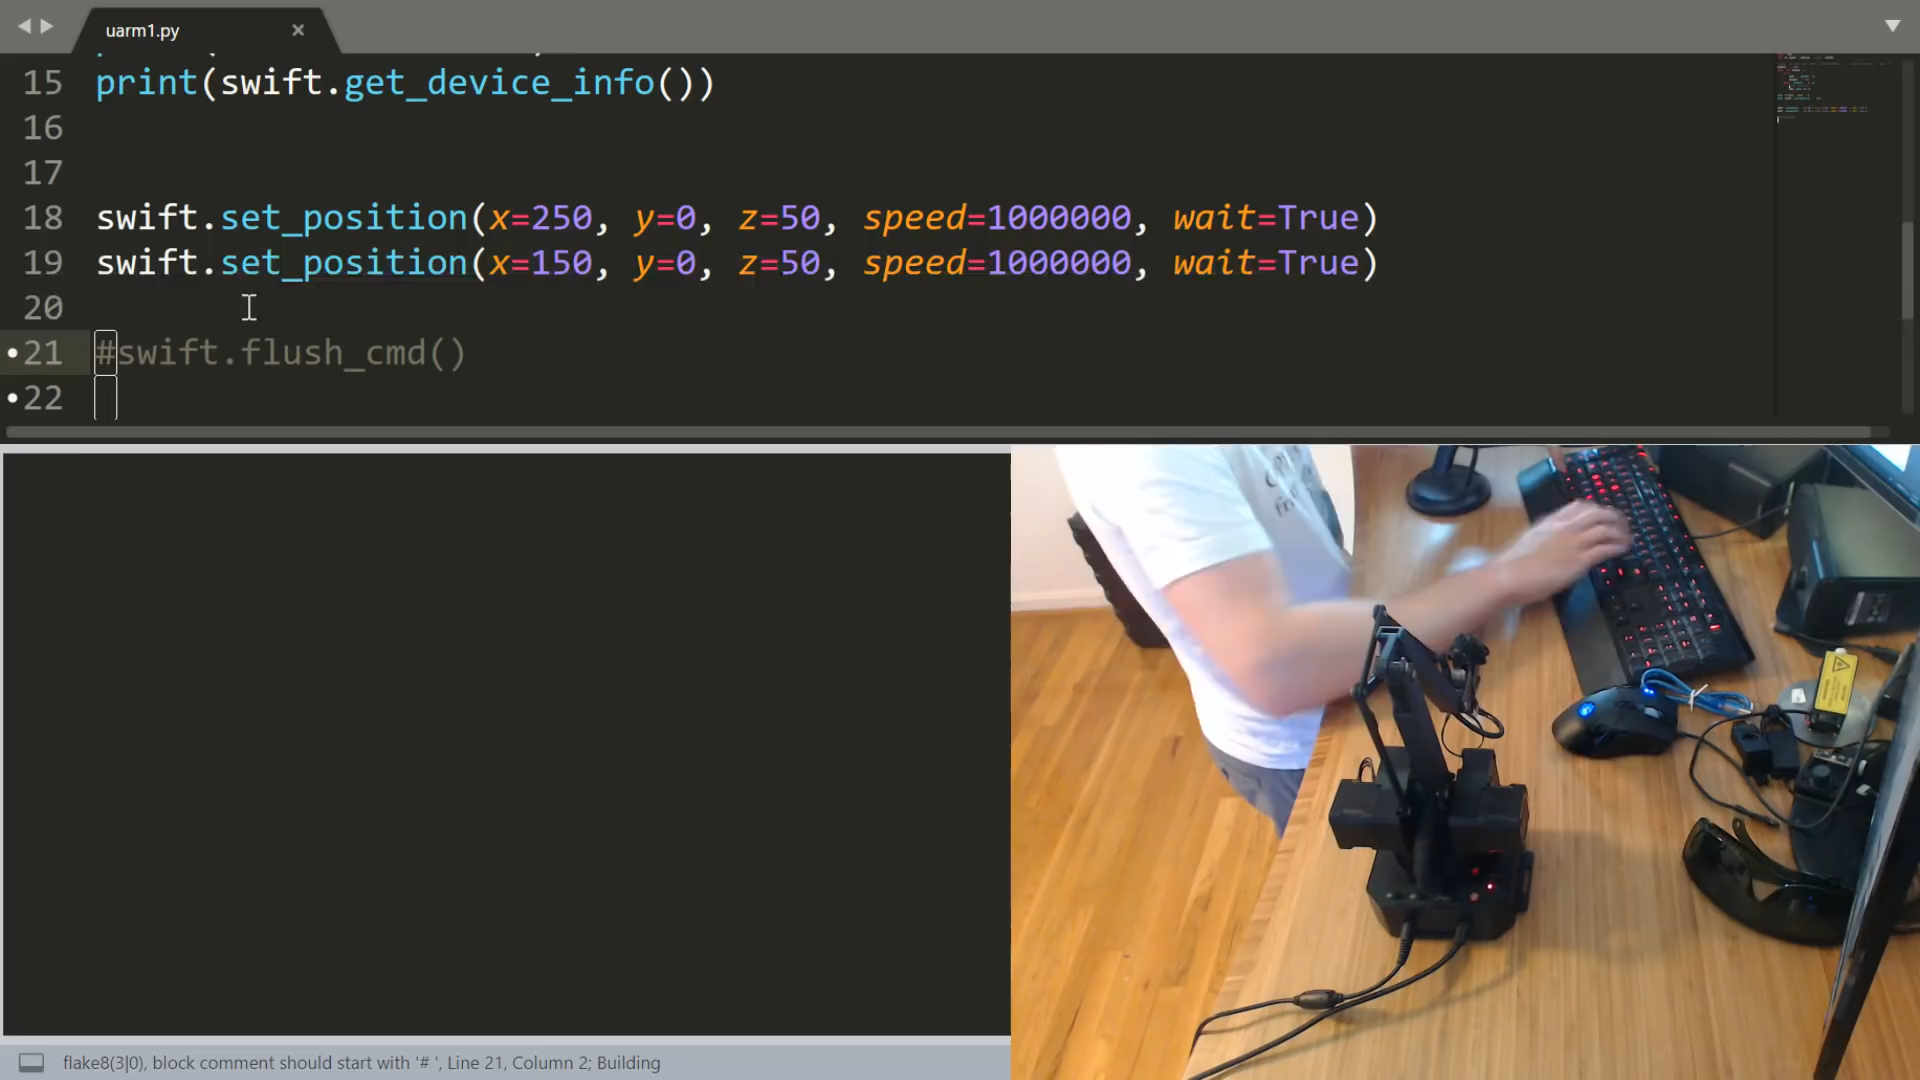 uarm1.py ×
15 print(swift.get_device_info())
16
17
18 swift.set_position(x=250, y=0, z=50, speed=1000000, wait=True)
19 swift.set_position(x=150, y=0, z=50, speed=1000000, wait=True)
20
21 #swift.flush_cmd()
22
flake8(3|0), block comment should start with '# ', Line 21, Column 2; Building